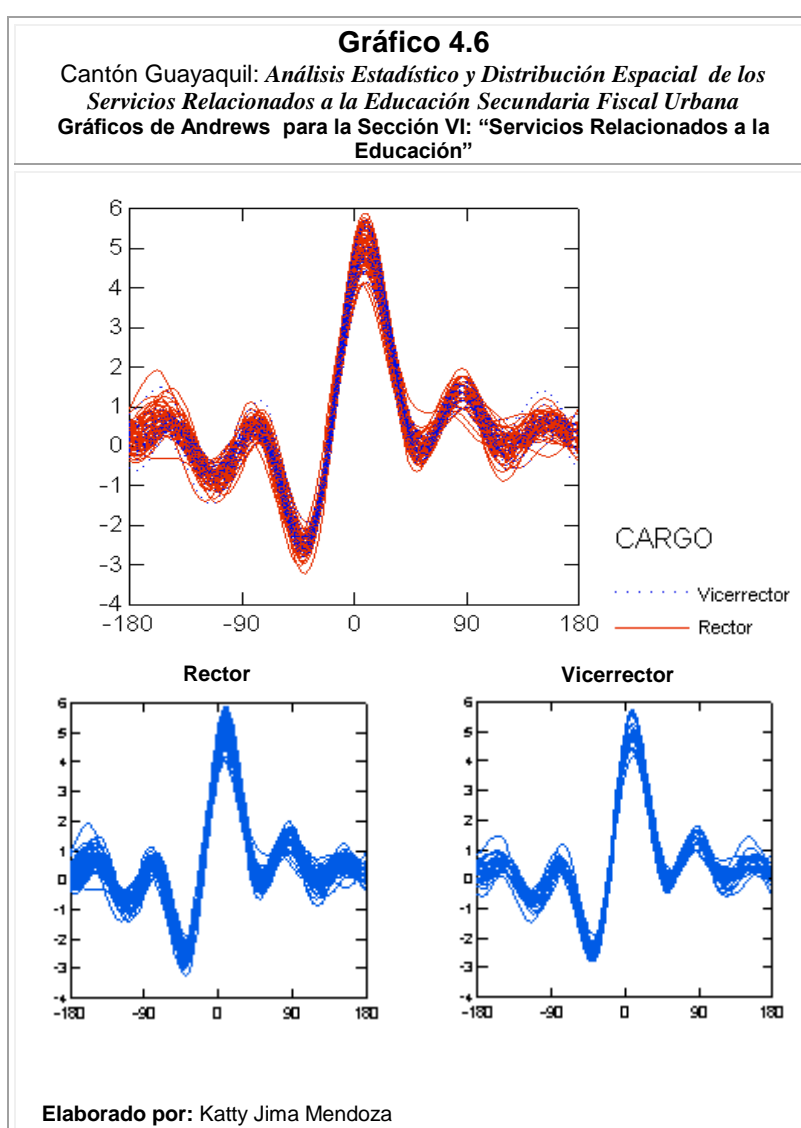 Gráfico 4.6
Cantón Guayaquil: Análisis Estadístico y Distribución Espacial de los
Servicios Relacionados a la Educación Secundaria Fiscal Urbana
Gráficos de Andrews para la Sección VI: “Servicios Relacionados a la
Educación”
6
5
4
3
2
1
0
-1
-2
-3
-4
-180 -90 0 90 180
CARGO
Vicerrector
Rector
Rector
6
5
4
3
2
1
0
-1
-2
-3
-4
-180 -90 0 90 180
Vicerrector
6
5
4
3
2
1
0
-1
-2
-3
-4
-180 -90 0 90 180
Elaborado por: Katty Jima Mendoza